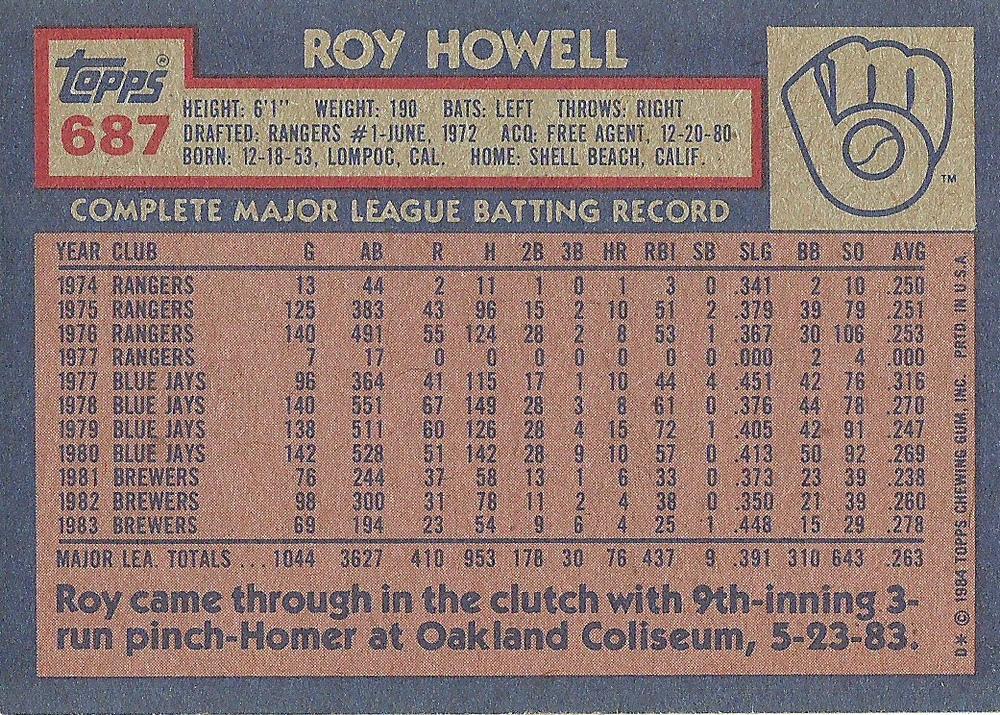 ROY HOWELL
Topps®
687
HEIGHT: 6'1" WEIGHT: 190 BATS: LEFT THROWS: RIGHT
DRAFTED: RANGERS #1-JUNE, 1972 ACQ: FREE AGENT, 12-20-80
BORN: 12-18-53, LOMPOC, CAL. HOME: SHELL BEACH, CALIF.
TM
COMPLETE MAJOR LEAGUE BATTING RECORD
YEAR CLUB G AB R H 2B 3B HR RBI SB SLG BB SO AVG
1974 RANGERS 13 44 2 11 1 0 1 3 0 .341 2 10 .250
1975 RANGERS 125 383 43 96 15 2 10 51 2 .379 39 79 .251
1976 RANGERS 140 491 55 124 28 2 8 53 1 .367 30 106 .253
1977 RANGERS 7 17 0 0 0 0 0 0 0 .000 2 4 .000
1977 BLUE JAYS 96 364 41 115 17 1 10 44 4 .451 42 76 .316
1978 BLUE JAYS 140 551 67 149 28 3 8 61 0 .376 44 78 .270
1979 BLUE JAYS 138 511 60 126 28 4 15 72 1 .405 42 91 .247
1980 BLUE JAYS 142 528 51 142 28 9 10 57 0 .413 50 92 .269
1981 BREWERS 76 244 37 58 13 1 6 33 0 .373 23 39 .238
1982 BREWERS 98 300 31 78 11 2 4 38 0 .350 21 39 .260
1983 BREWERS 69 194 23 54 9 6 4 25 1 .448 15 29 .278
MAJOR LEA. TOTALS ... 1044 3627 410 953 178 30 76 437 9 .391 310 643 .263
Roy came through in the clutch with 9th-inning 3-
run pinch-Homer at Oakland Coliseum, 5-23-83.
D* © 1984 TOPPS CHEWING GUM, INC. PRTD. IN U.S.A.